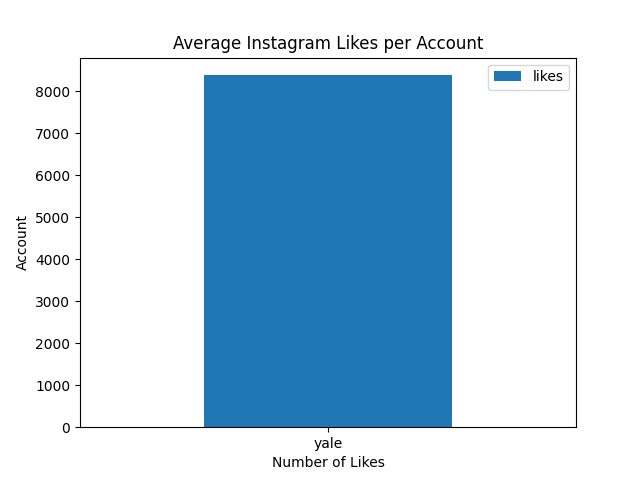 Average Instagram Likes per Account
likes
8000
7000
6000
5000
4000
3000
2000
1000
0
Account
yale
Number of Likes